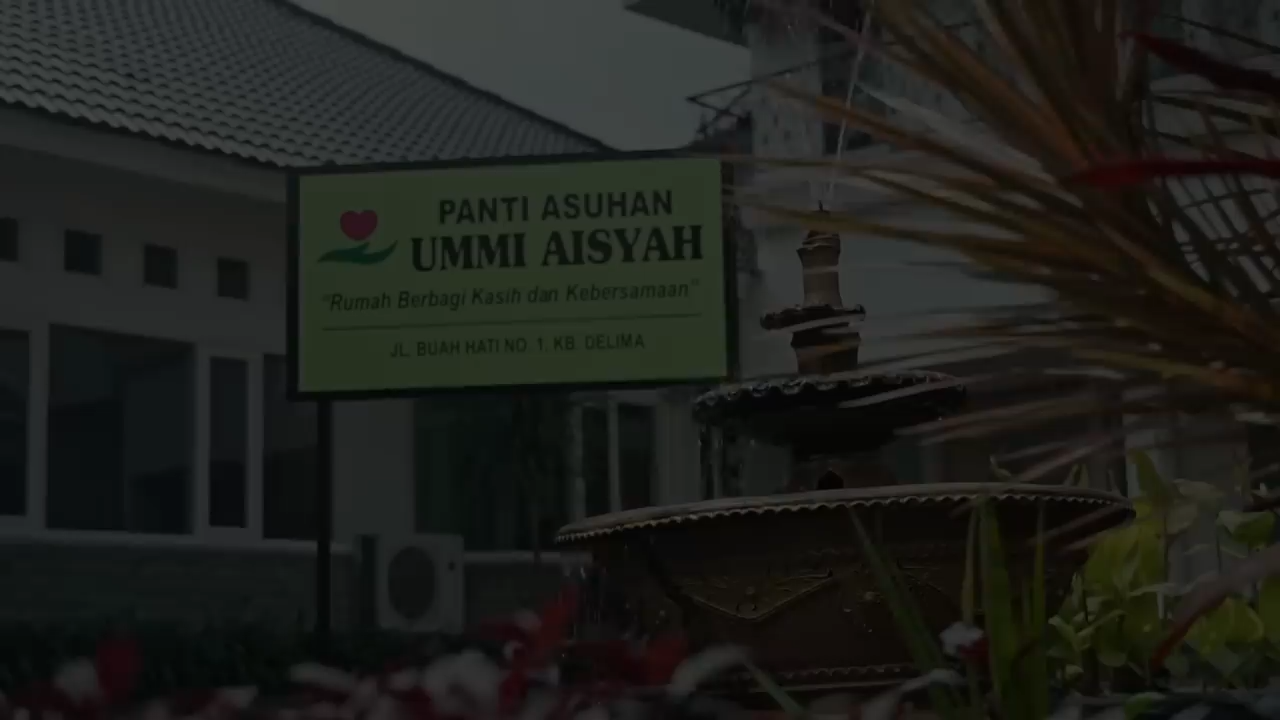 PANTI ASUHAN
UMMI AISYAH
"Rumah Berbagi Kasih dan Kebersamaan"
JL. BUAH HATI NO. 1. KB. DELIMA